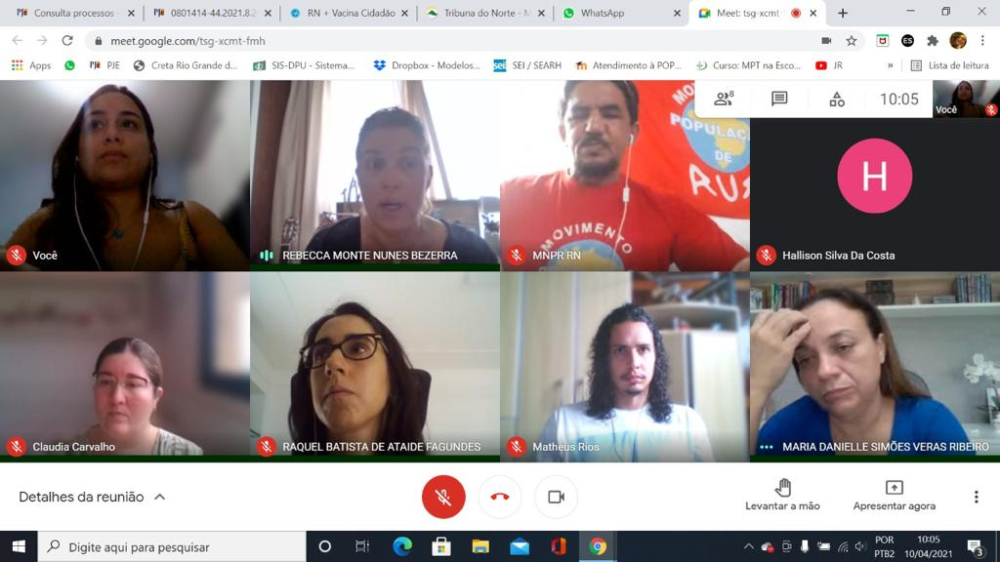 Consulta processos -
0801414-44.2021.8.2
RN + Vacina Cidadão
Tribuna do Norte - M
WhatsApp
Meet: tsg-xcmt
meet.google.com/tsg-xcmt-fmh
Apps
PJE
Creta Rio Grande d...
SIS-DPU - Sistema...
Dropbox - Modelos...
SEI / SEARH
Atendimento à POP...
Curso: MPT na Esco...
JR
»
Lista de leitura
8
10:05
Você
MO
POPULAÇ
DE
RUA
MOVIMENTO
Você
REBECCA MONTE NUNES BEZERRA
MNPR RN
H
Hallison Silva Da Costa
Claudia Carvalho
RAQUEL BATISTA DE ATAIDE FAGUNDES
Matheus Rios
MARIA DANIELLE SIMÕES VERAS RIBEIRO
Detalhes da reunião
Levantar a mão
Apresentar agora
Digite aqui para pesquisar
POR
PTB2
10:05
10/04/2021
3